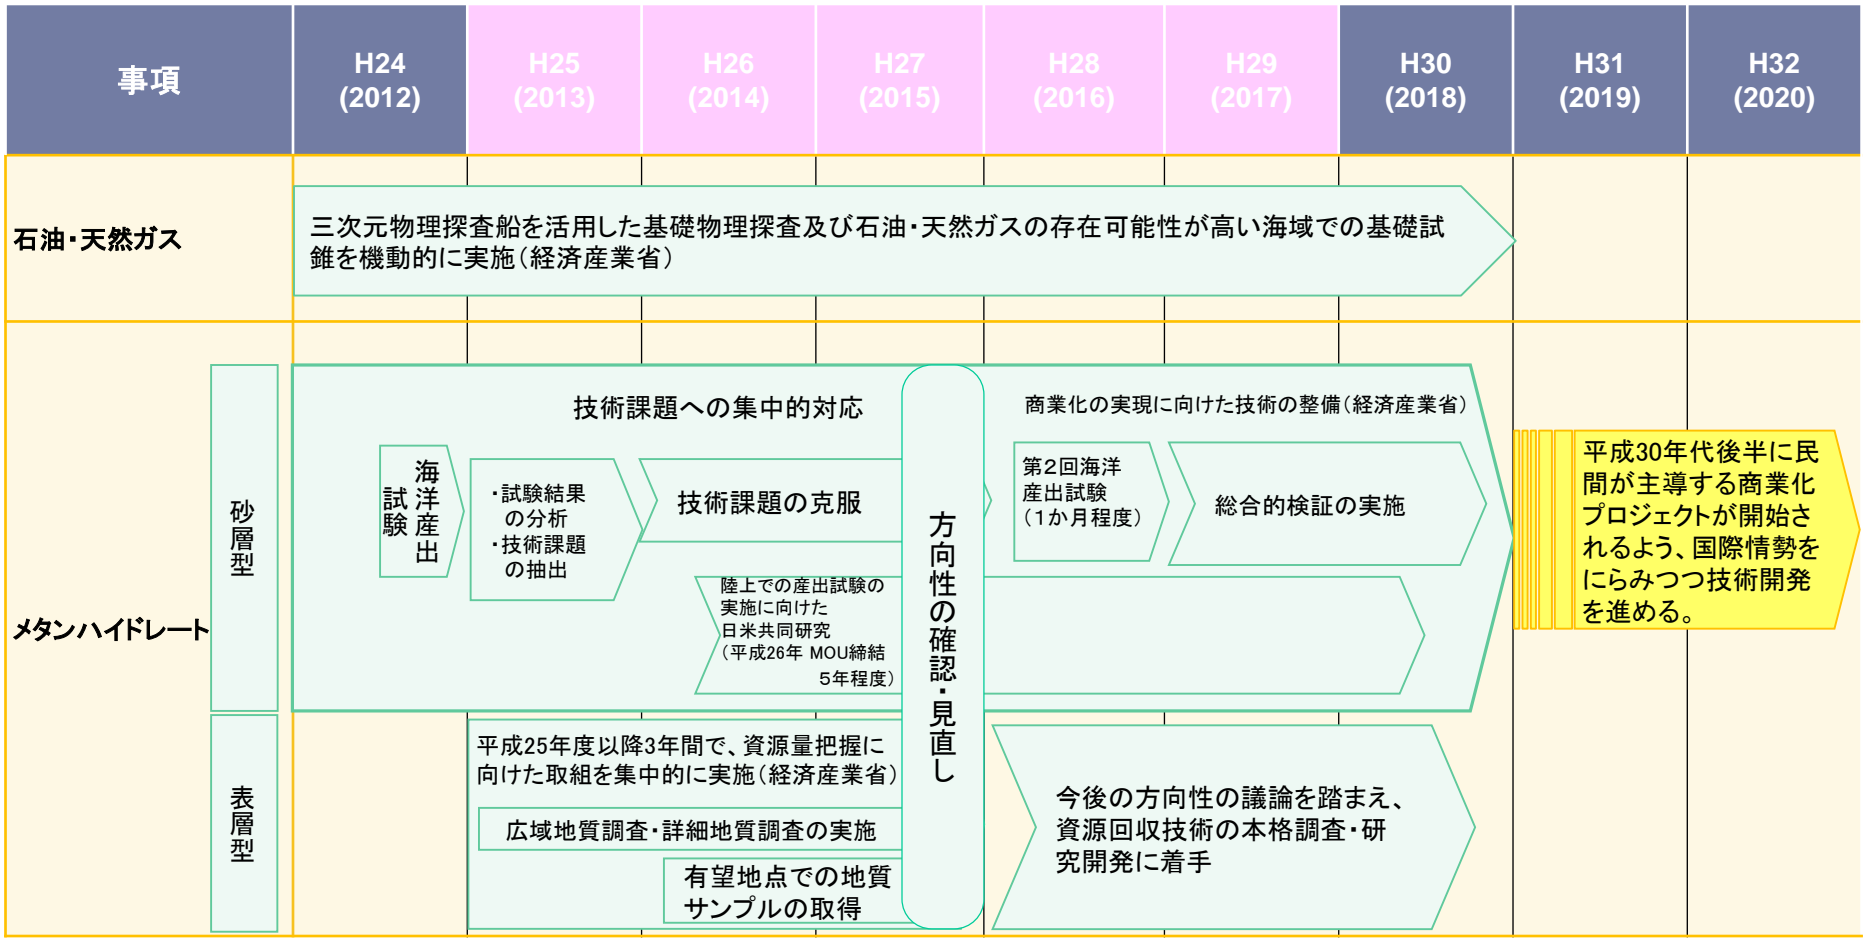 事項
H24
(2012)
H25
(2013)
H26
(2014)
H27
(2015)
H28
(2016)
H29
(2017)
H30
(2018)
H31
(2019)
H32
(2020)
石油・天然ガス
三次元物理探査船を活用した基礎物理探査及び石油・天然ガスの存在可能性が高い海域での基礎試
錐を機動的に実施（経済産業省）
メタンハイドレート
砂層型
技術課題への集中的対応
商業化の実現に向けた技術の整備（経済産業省）
海洋産出
試験
・試験結果
の分析
・技術課題
の抽出
技術課題の克服
方向性の確認・見直し
第２回海洋
産出試験
（１か月程度）
総合的検証の実施
陸上での産出試験の
実施に向けた
日米共同研究
（平成26年 MOU締結
５年程度）
平成30年代後半に民
間が主導する商業化
プロジェクトが開始さ
れるよう、国際情勢を
にらみつつ技術開発
を進める。
表層型
平成25年度以降3年間で、資源量把握に
向けた取組を集中的に実施（経済産業省）
広域地質調査・詳細地質調査の実施
有望地点での地質
サンプルの取得
今後の方向性の議論を踏まえ、
資源回収技術の本格調査・研
究開発に着手